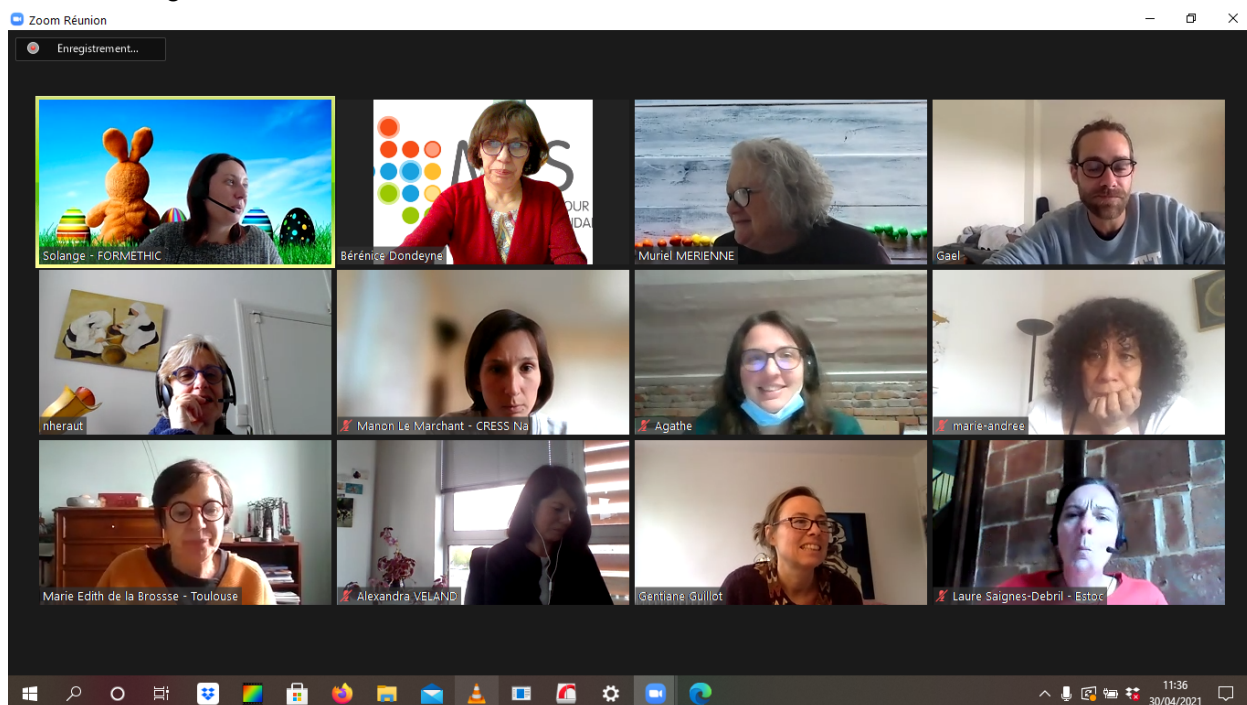 Zoom Réunion
Enregistrement...
Solange - FORMETHIC
Bérénice Dondeyne
Muriel MERIENNE
Gael
nheraut
Manon Le Marchant - CRESS Na
Agathe
marie-andree
Marie Edith de la Brossse - Toulouse
Alexandra VELAND
Gentiane Guillot
Laure Saignes-Debril - Estoc
11:36
30/04/2021